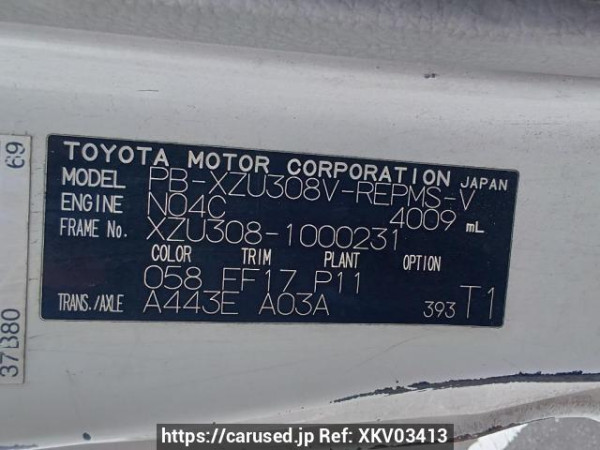 TOYOTA MOTOR CORPORATION JAPAN
MODEL PB-XZU308V-REPMS-V
ENGINE N04C 4009 mL
FRAME No. XZU308-1000231
COLOR TRIM PLANT OPTION
058 FF17 P11
TRANS./AXLE A443E A03A 393 T1
37B80 69
https://carused.jp Ref: XKV03413